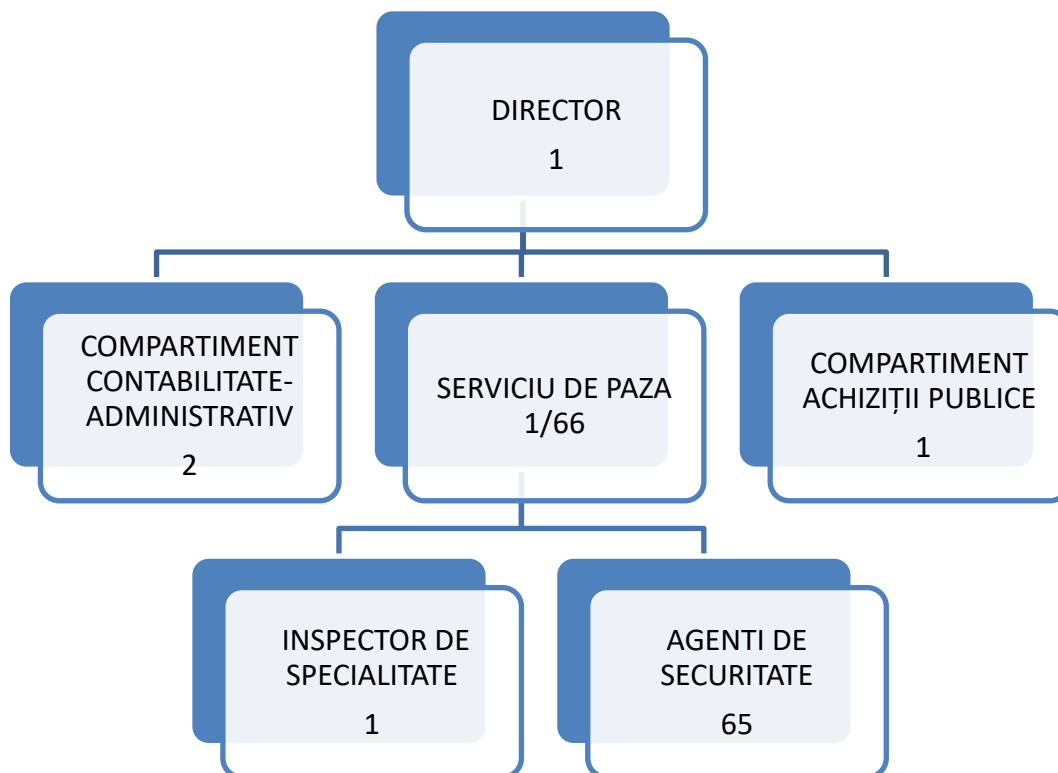 DIRECTOR
1
COMPARTIMENT
CONTABILITATE-
ADMINISTRATIV
2
SERVICIU DE PAZA
1/66
COMPARTIMENT
ACHIZIȚII PUBLICE
1
INSPECTOR DE
SPECIALITATE
1
AGENTI DE
SECURITATE
65